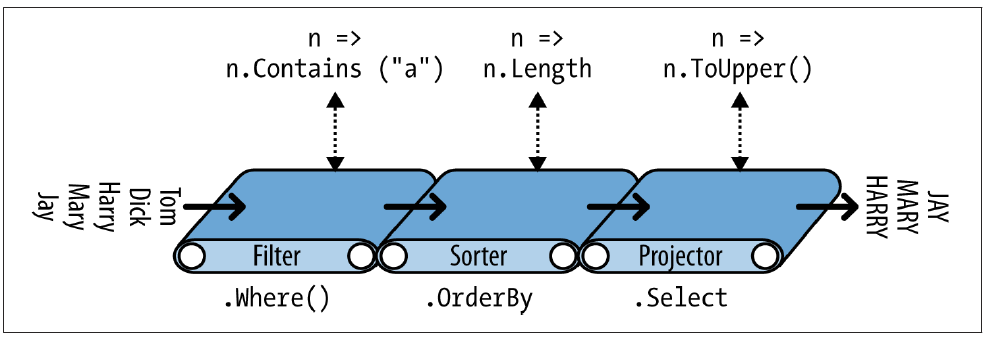 n =>
n.Contains ("a")
n =>
n.Length
n =>
n.ToUpper()
Jay
Mary
Harry
Dick
Tom
HARRY
MARY
JAY
Filter
Sorter
Projector
.Where()
.OrderBy
.Select